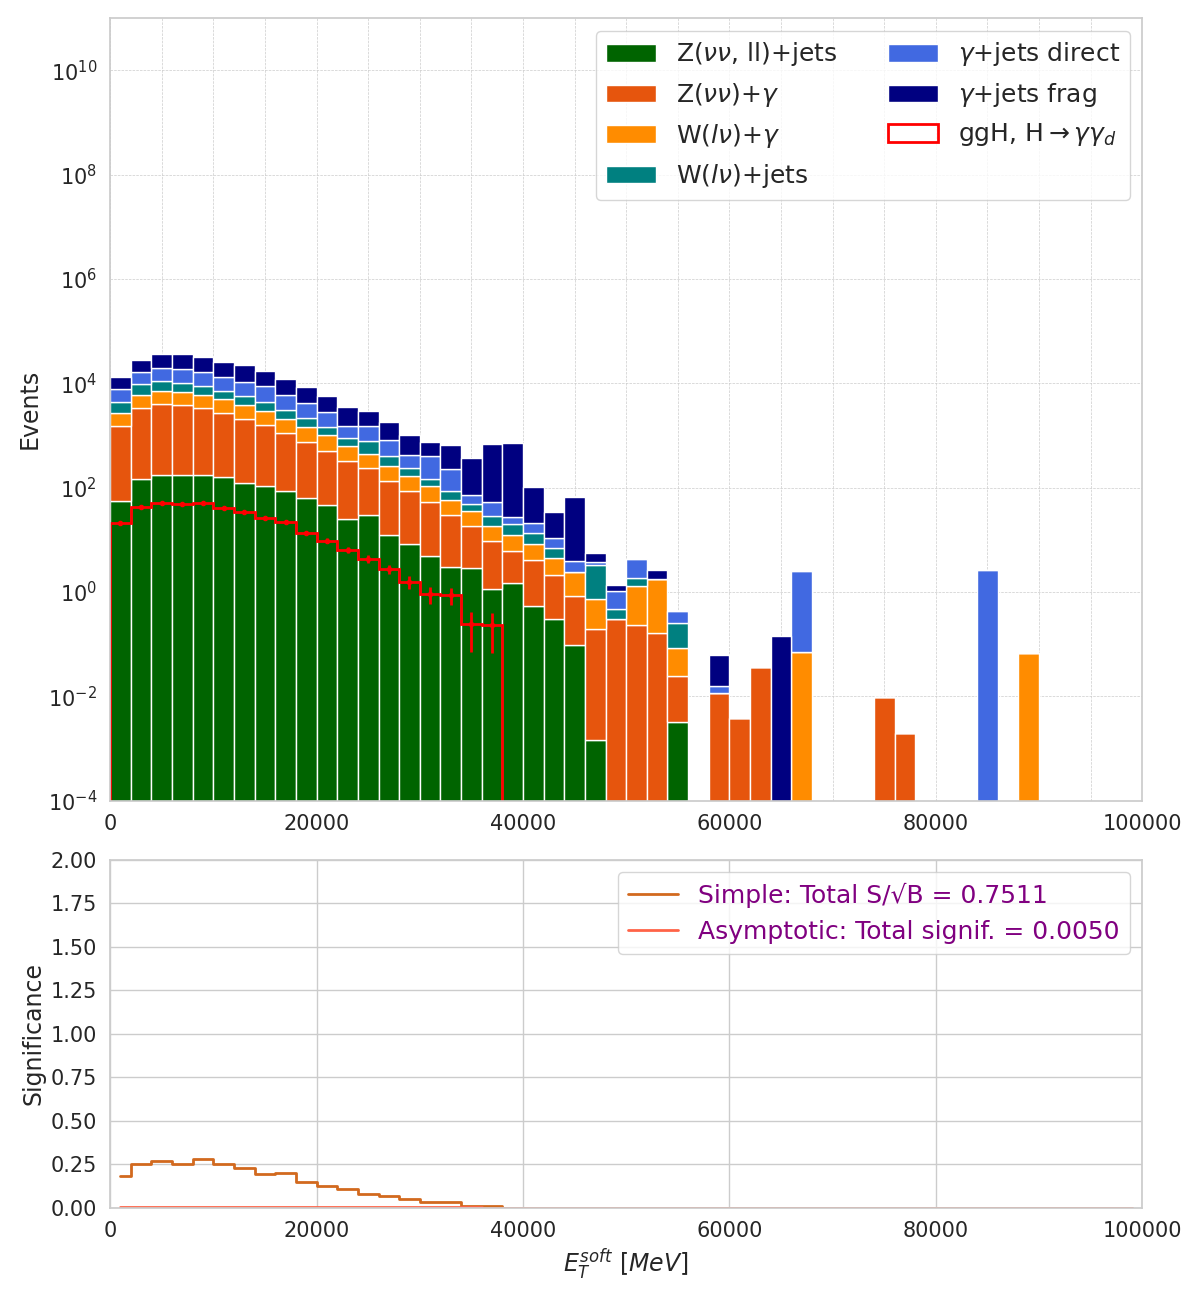 Z(νν, ll)+jets
Z(νν)+γ
W(lν)+γ
W(lν)+jets
γ+jets direct
γ+jets frag
ggH, H→γγ_d
Events
10^10
10^8
10^6
10^4
10^2
10^0
10^−2
10^−4
0 20000 40000 60000 80000 100000
Simple: Total S/√B = 0.7511
Asymptotic: Total signif. = 0.0050
Significance
2.00
1.75
1.50
1.25
1.00
0.75
0.50
0.25
0.00
0 20000 40000 60000 80000 100000
E_T^soft [MeV]